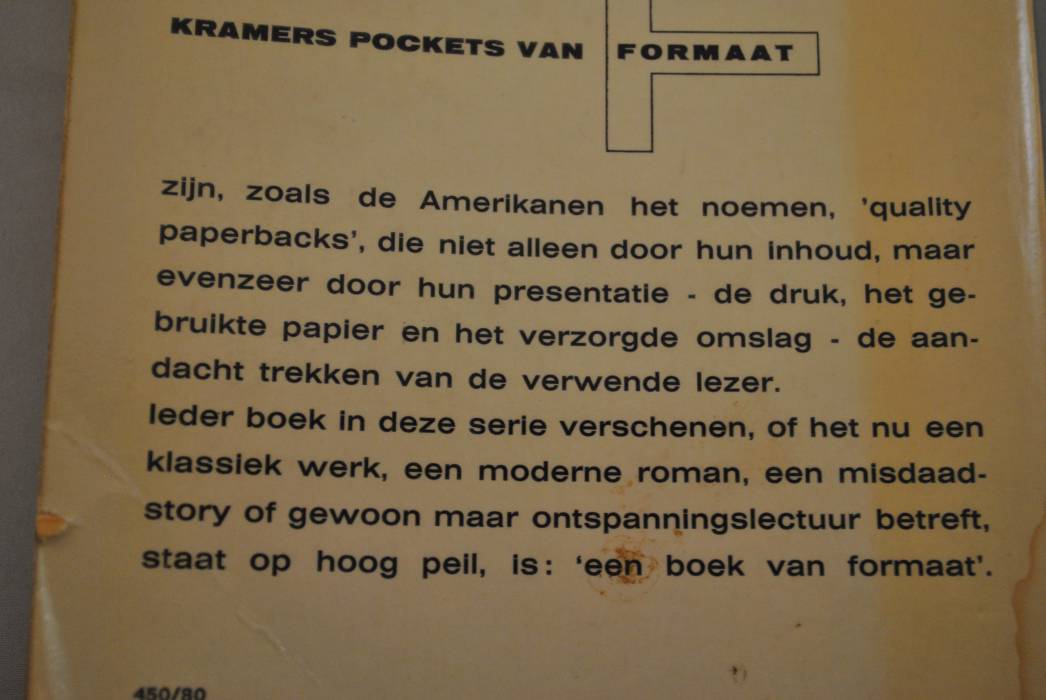 KRAMERS POCKETS VAN FORMAAT
zijn, zoals de Amerikanen het noemen, 'quality
paperbacks', die niet alleen door hun inhoud, maar
evenzeer door hun presentatie - de druk, het ge-
bruikte papier en het verzorgde omslag - de aan-
dacht trekken van de verwende lezer.
Ieder boek in deze serie verschenen, of het nu een
klassiek werk, een moderne roman, een misdaad-
story of gewoon maar ontspanningslectuur betreft,
staat op hoog peil, is: 'een boek van formaat'.
450/80